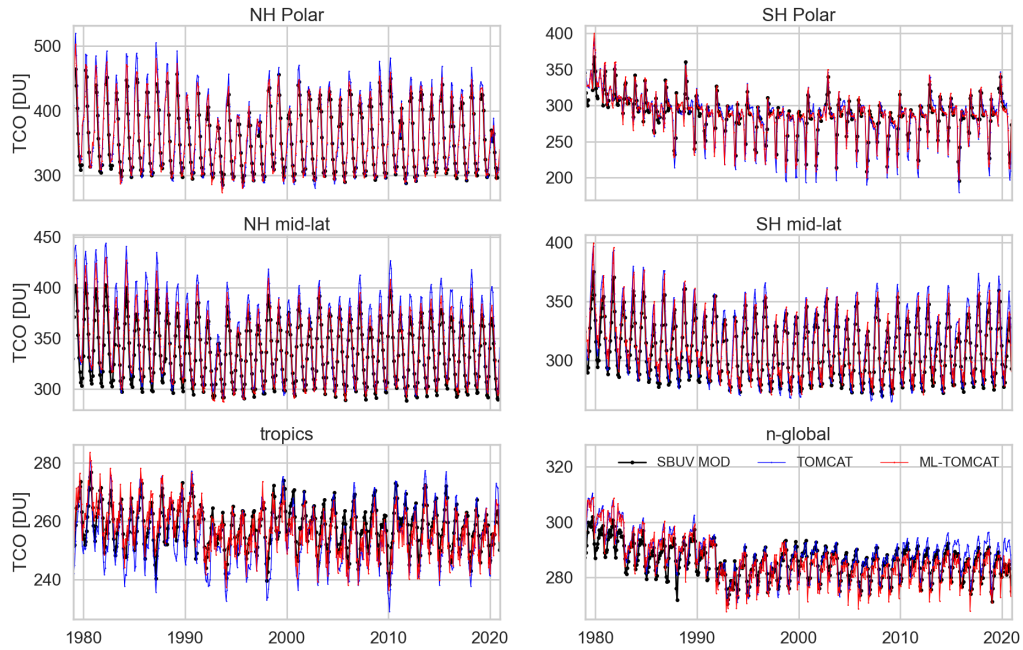 NH Polar
SH Polar
500
400
300
TCO [DU]
400
350
300
250
200
NH mid-lat
SH mid-lat
450
400
350
300
TCO [DU]
400
350
300
tropics
n-global
280
260
240
TCO [DU]
320
300
280
SBUV MOD
TOMCAT
ML-TOMCAT
1980
1990
2000
2010
2020
1980
1990
2000
2010
2020